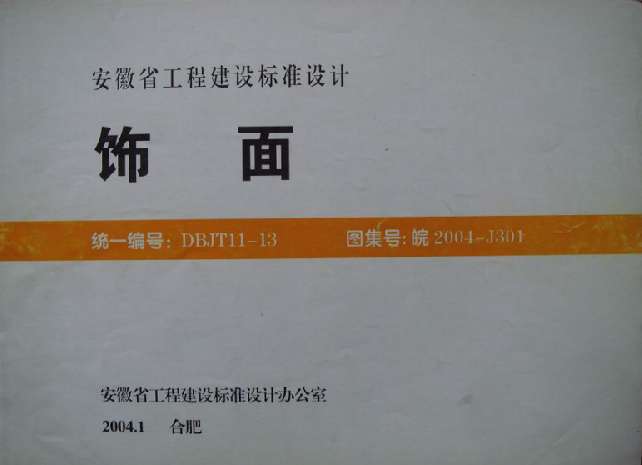 安徽省工程建设标准设计
饰 面
统一编号: DBJT11-13 图集号: 皖 2004-J301
安徽省工程建设标准设计办公室
2004.1 合肥